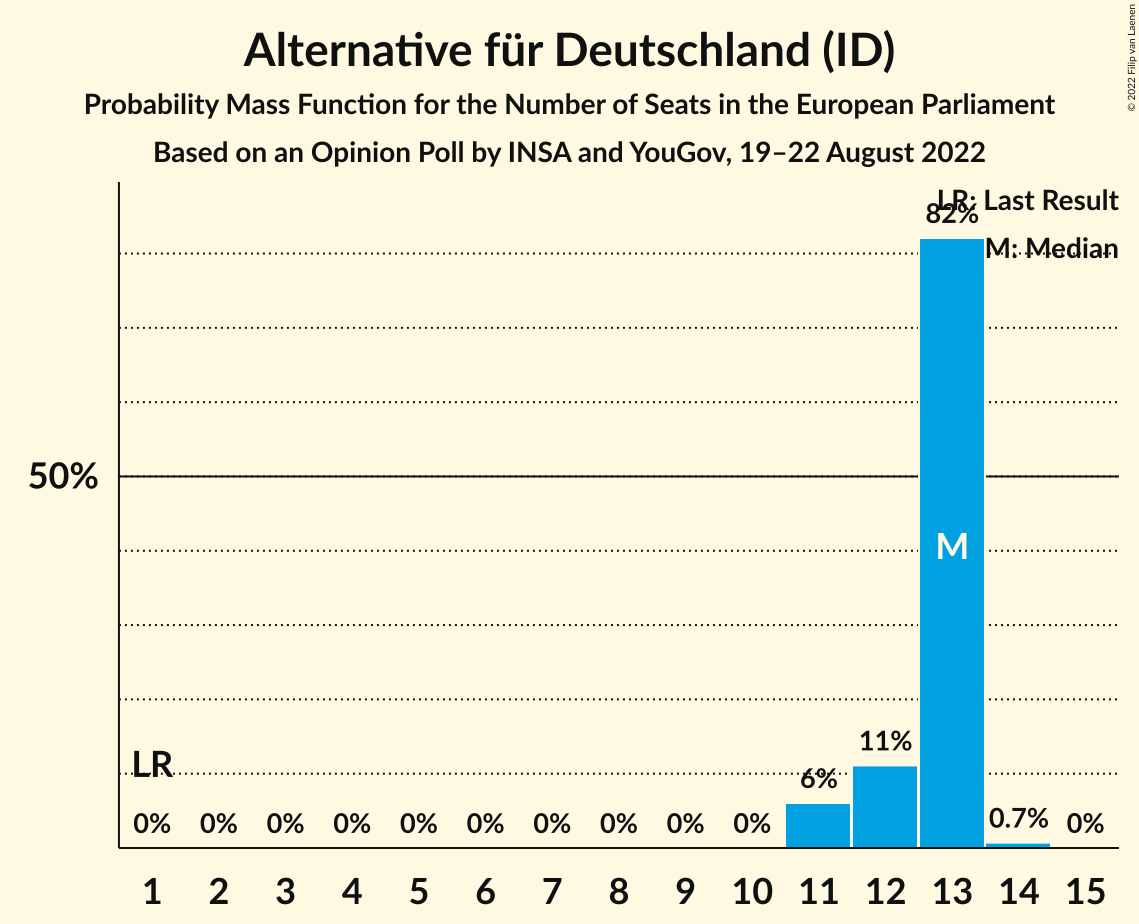 Alternative für Deutschland (ID)
Probability Mass Function for the Number of Seats in the European Parliament
Based on an Opinion Poll by INSA and YouGov, 19–22 August 2022
© 2022 Filip van Laenen
LR: Last Result
82%
M: Median
50%
M
11%
LR
6%
0% 0% 0% 0% 0% 0% 0% 0% 0% 0% 0.7% 0%
1 2 3 4 5 6 7 8 9 10 11 12 13 14 15